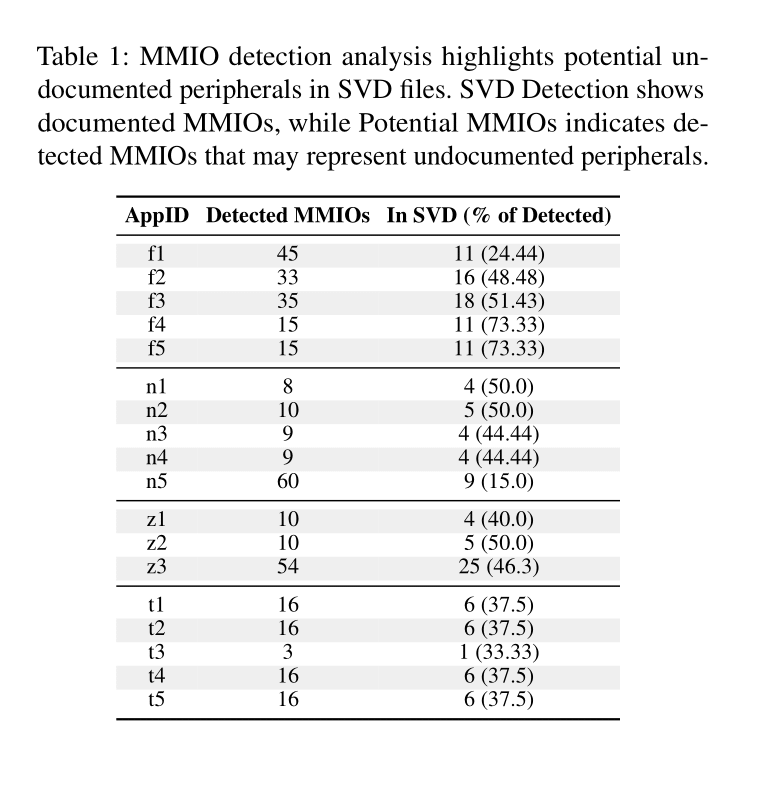 Table 1: MMIO detection analysis highlights potential un-
documented peripherals in SVD files. SVD Detection shows
documented MMIOs, while Potential MMIOs indicates de-
tected MMIOs that may represent undocumented peripherals.
AppID Detected MMIOs In SVD (% of Detected)
f1 45 11 (24.44)
f2 33 16 (48.48)
f3 35 18 (51.43)
f4 15 11 (73.33)
f5 15 11 (73.33)
n1 8 4 (50.0)
n2 10 5 (50.0)
n3 9 4 (44.44)
n4 9 4 (44.44)
n5 60 9 (15.0)
z1 10 4 (40.0)
z2 10 5 (50.0)
z3 54 25 (46.3)
t1 16 6 (37.5)
t2 16 6 (37.5)
t3 3 1 (33.33)
t4 16 6 (37.5)
t5 16 6 (37.5)